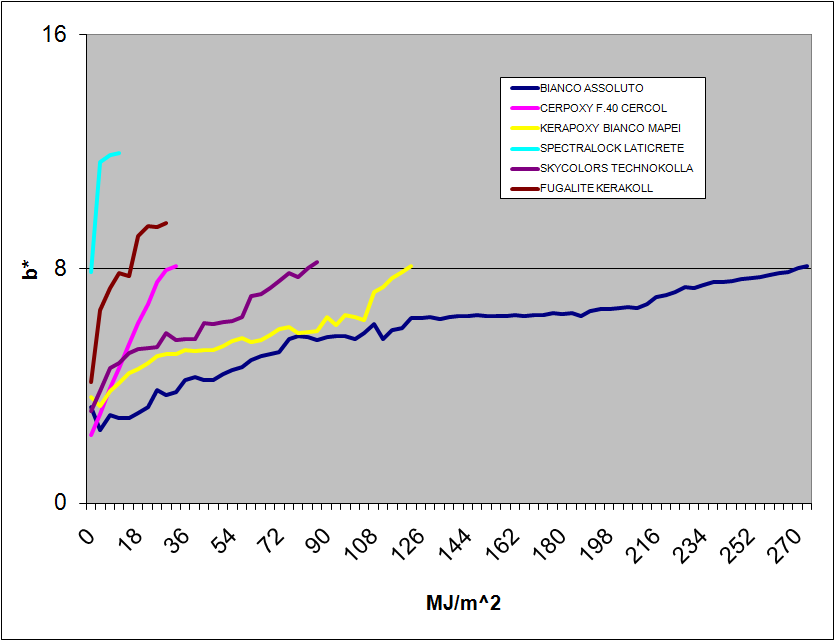 16
8
0
b*
BIANCO ASSOLUTO
CERPOXY F.40 CERCOL
KERAPOXY BIANCO MAPEI
SPECTRALOCK LATICRETE
SKYCOLORS TECHNOKOLLA
FUGALITE KERAKOLL
0 18 36 54 72 90 108 126 144 162 180 198 216 234 252 270
MJ/m^2